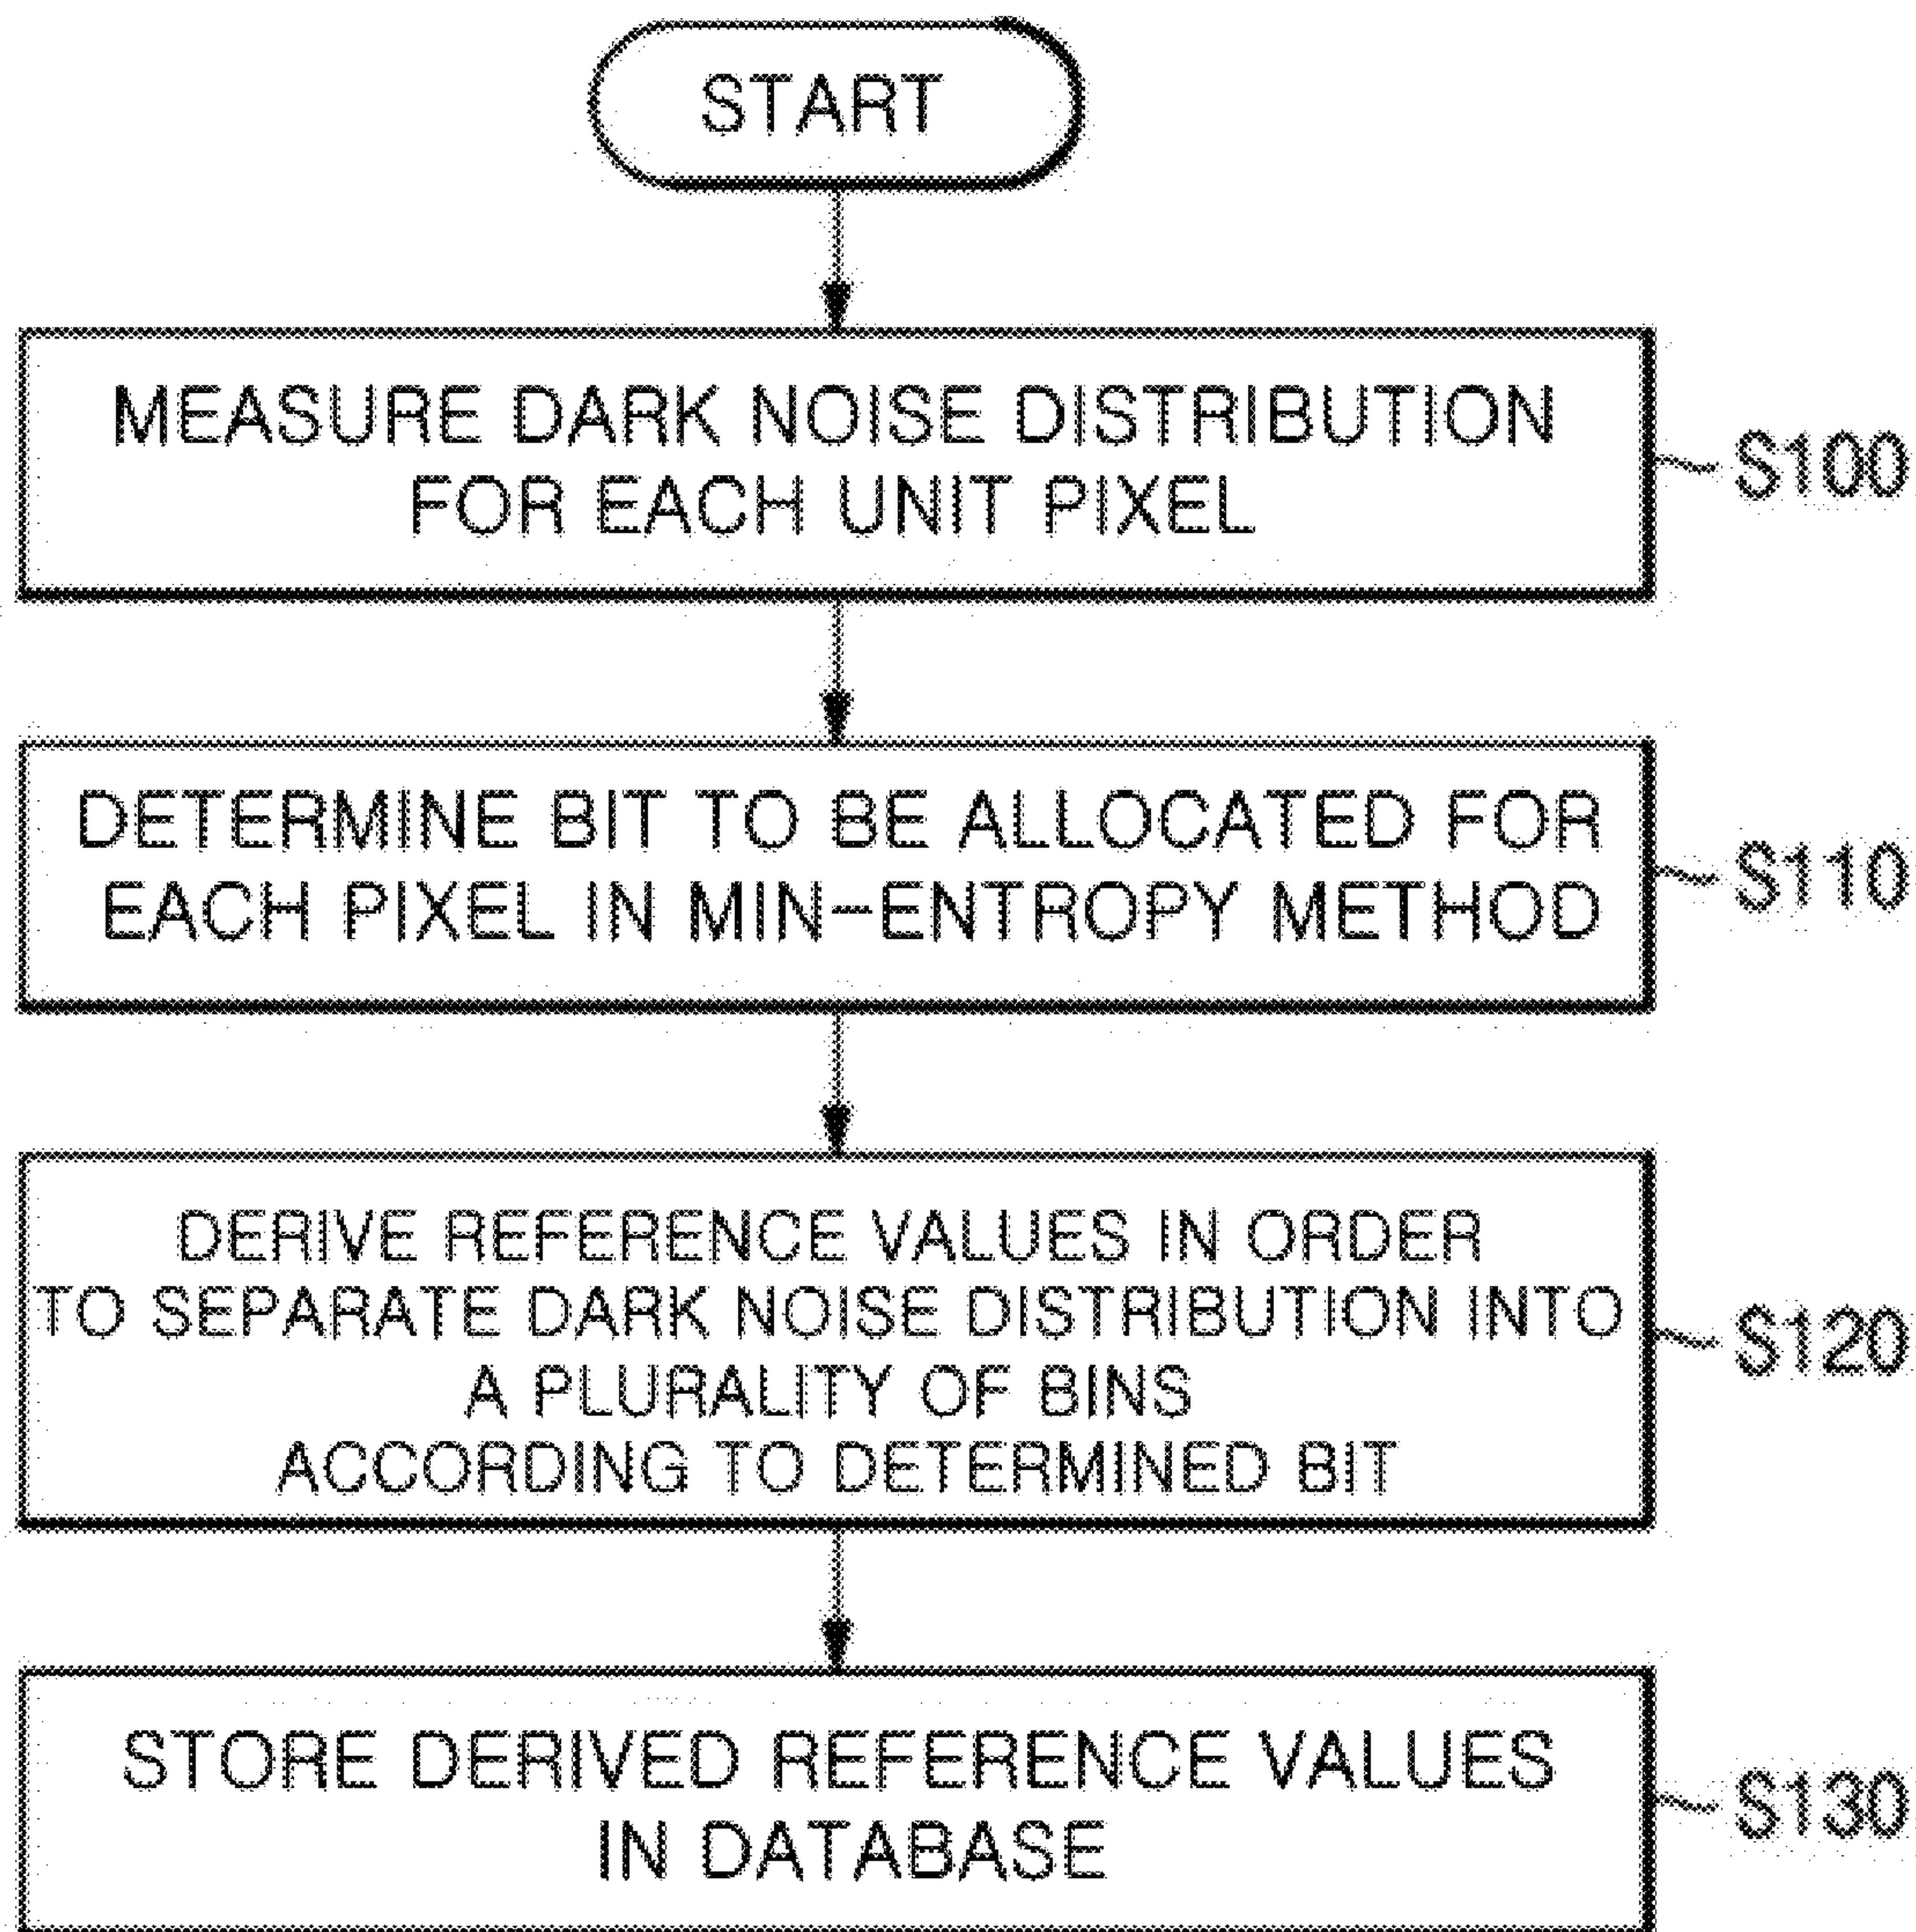 START
MEASURE DARK NOISE DISTRIBUTION
FOR EACH UNIT PIXEL
S100
DETERMINE BIT TO BE ALLOCATED FOR
EACH PIXEL IN MIN-ENTROPY METHOD
S110
DERIVE REFERENCE VALUES IN ORDER
TO SEPARATE DARK NOISE DISTRIBUTION INTO
A PLURALITY OF BINS
ACCORDING TO DETERMINED BIT
S120
STORE DERIVED REFERENCE VALUES
IN DATABASE
S130